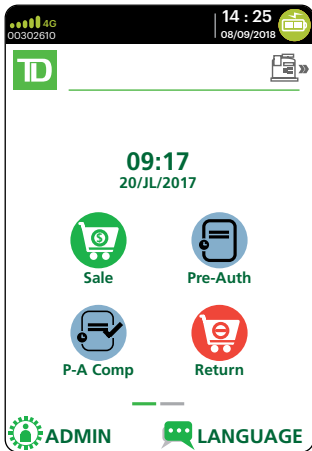 4G
14 : 25
00302610
08/09/2018
TD
09:17
20/JL/2017
Sale
Pre-Auth
P-A Comp
Return
ADMIN
LANGUAGE